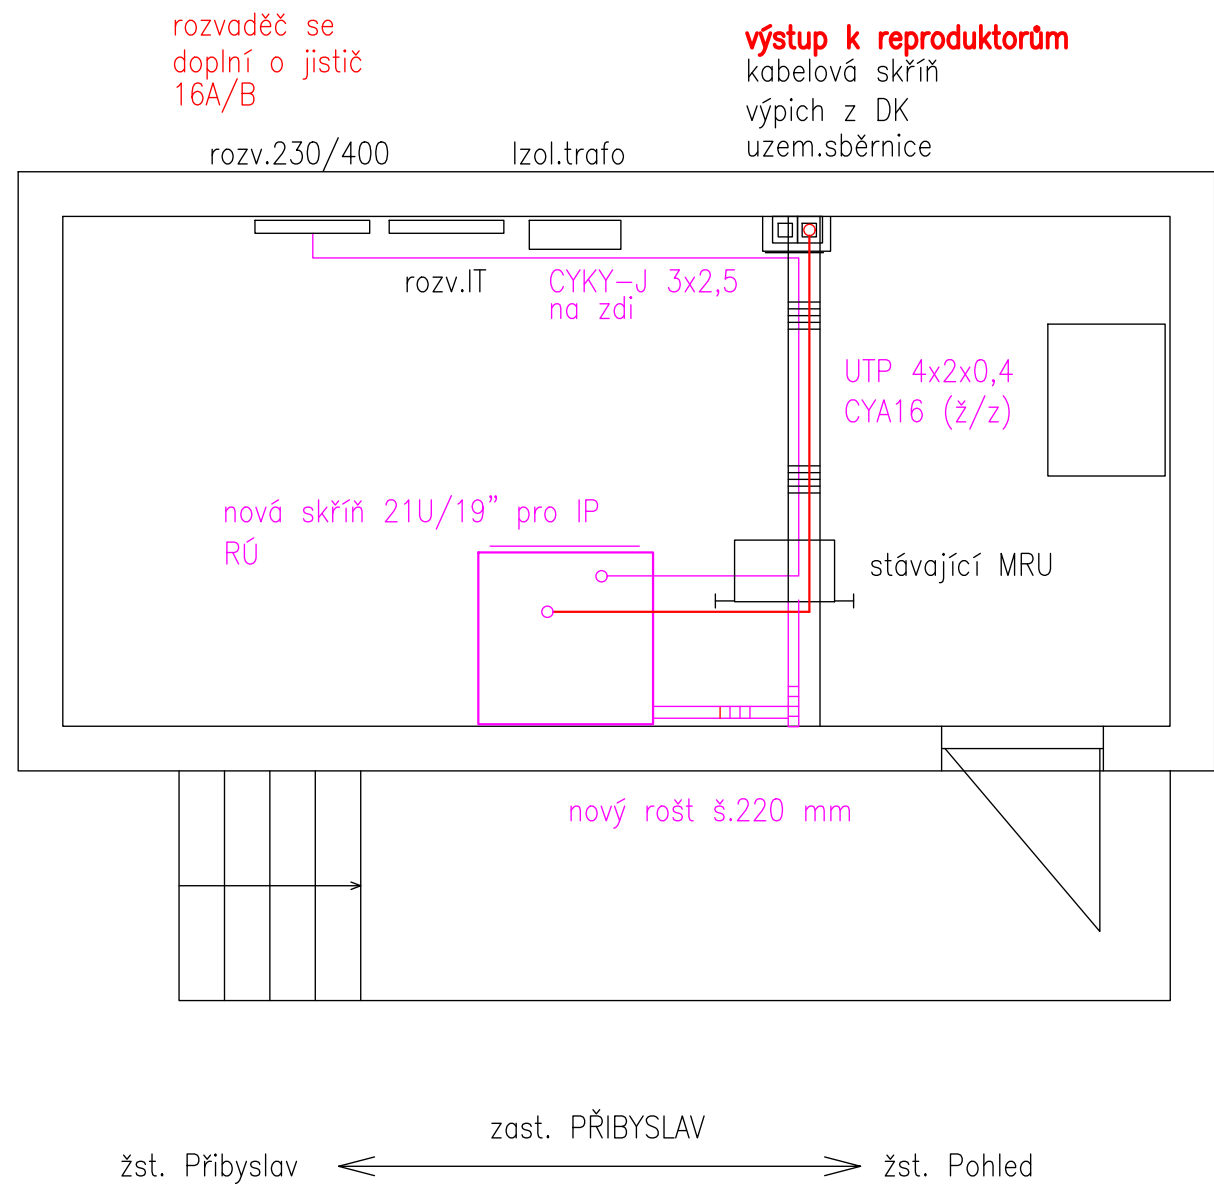 rozvaděč se
doplní o jistič
16A/B
výstup k reproduktorům
kabelová skříň
výpich z DK
uzem.sběrnice
rozv.230/400
Izol.trafo
rozv.IT
CYKY-J 3x2,5
na zdi
UTP 4x2x0,4
CYA16 (ž/z)
nová skříň 21U/19” pro IP
RÚ
stávající MRU
nový rošt š.220 mm
zast. PŘIBYSLAV
žst. Přibyslav
žst. Pohled